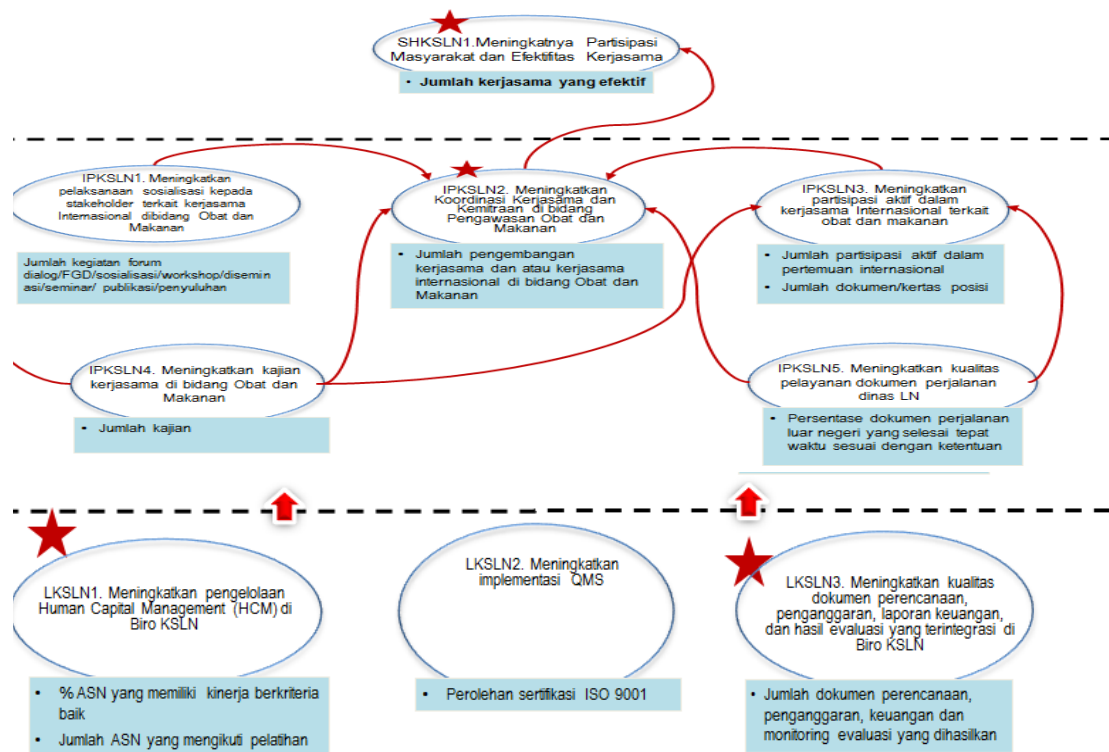 SHKSLN1.Meningkatnya Partisipasi
Masyarakat dan Efektifitas Kerjasama
• Jumlah kerjasama yang efektif
IPKSLN1. Meningkatkan
pelaksanaan sosialisasi kepada
stakeholder terkait kerjasama
Internasional dibidang Obat dan
Makanan
Jumlah kegiatan forum
dialog/FGD/sosialisasi/workshop/disemin
asi/seminar/ publikasi/penyuluhan
IPKSLN2. Meningkatkan
Koordinasi Kerjasama dan
Kemitraan di bidang
Pengawasan Obat dan
Makanan
• Jumlah pengembangan
kerjasama dan atau kerjasama
internasional di bidang Obat dan
Makanan
IPKSLN3. Meningkatkan
partisipasi aktif dalam
kerjasama Internasional terkait
obat dan makanan
• Jumlah partisipasi aktif dalam
pertemuan internasional
• Jumlah dokumen/kertas posisi
IPKSLN4. Meningkatkan kajian
kerjasama di bidang Obat dan
Makanan
• Jumlah kajian
IPKSLN5. Meningkatkan kualitas
pelayanan dokumen perjalanan
dinas LN
• Persentase dokumen perjalanan
luar negeri yang selesai tepat
waktu sesuai dengan ketentuan
LKSLN1. Meningkatkan pengelolaan
Human Capital Management (HCM) di
Biro KSLN
• % ASN yang memiliki kinerja berkriteria
baik
• Jumlah ASN yang mengikuti pelatihan
LKSLN2. Meningkatkan
implementasi QMS
• Perolehan sertifikasi ISO 9001
LKSLN3. Meningkatkan kualitas
dokumen perencanaan,
penganggaran, laporan keuangan,
dan hasil evaluasi yang terintegrasi di
Biro KSLN
• Jumlah dokumen perencanaan,
penganggaran, keuangan dan
monitoring evaluasi yang dihasilkan